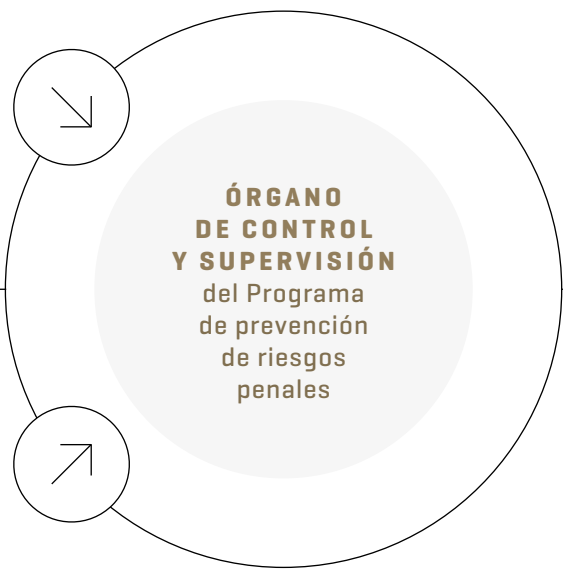 ÓRGANO
DE CONTROL
Y SUPERVISIÓN
del Programa
de prevención
de riesgos
penales